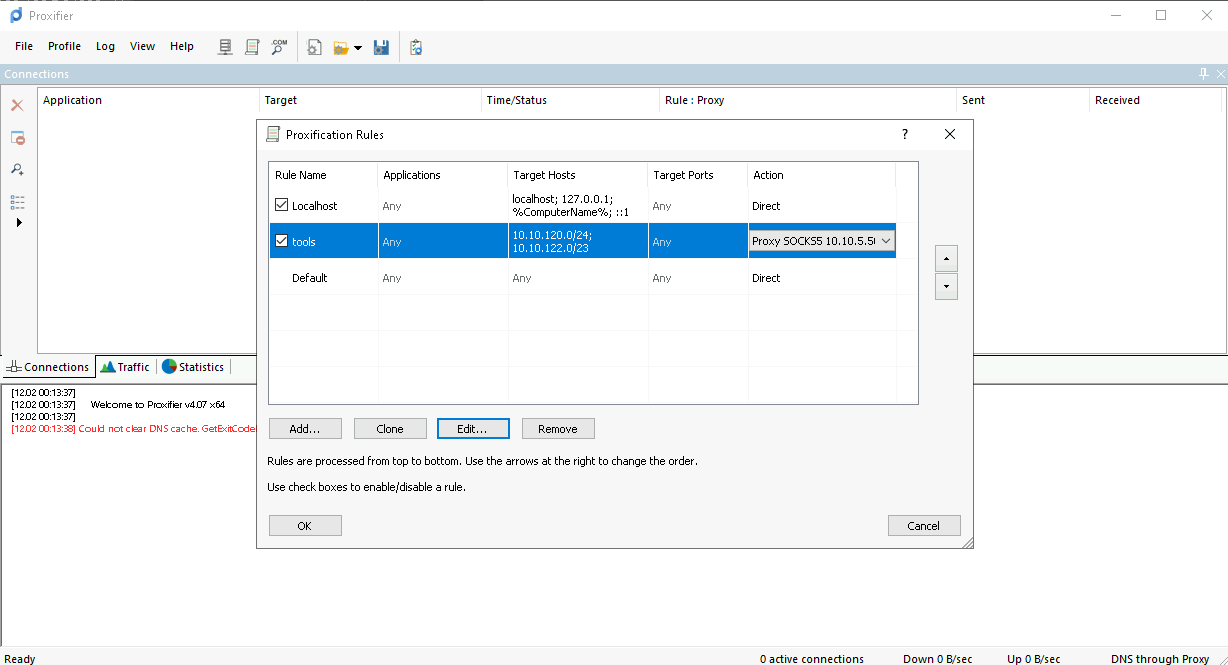 Proxifier
File Profile Log View Help
.COM
Connections
Application Target Time/Status Rule : Proxy Sent Received
Proxification Rules
?
Rule Name Applications Target Hosts Target Ports Action
Localhost Any localhost; 127.0.0.1; Any Direct
%ComputerName%; ::1
tools Any 10.10.120.0/24; Any Proxy SOCKS5 10.10.5.5
10.10.122.0/23
Default Any Any Any Direct
Connections Traffic Statistics
[12.02 00:13:37]
[12.02 00:13:37] Welcome to Proxifier v4.07 x64
[12.02 00:13:37]
[12.02 00:13:38] Could not clear DNS cache. GetExitCode
Add... Clone Edit... Remove
Rules are processed from top to bottom. Use the arrows at the right to change the order.
Use check boxes to enable/disable a rule.
OK Cancel
Ready 0 active connections Down 0 B/sec Up 0 B/sec DNS through Proxy